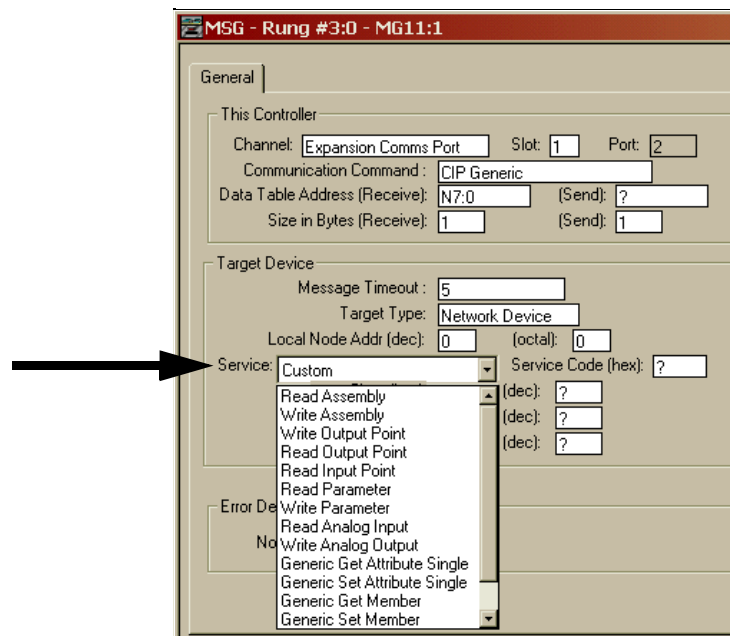 MSG - Rung #3:0 - MG11:1
General
This Controller
Channel: Expansion Comms Port Slot: 1 Port: 2
Communication Command : CIP Generic
Data Table Address (Receive): N7:0 (Send): ?
Size in Bytes (Receive): 1 (Send): 1
Target Device
Message Timeout : 5
Target Type: Network Device
Local Node Addr (dec): 0 (octal): 0
Service: Custom Service Code (hex): ?
(dec): ?
(dec): ?
(dec): ?
Read Assembly
Write Assembly
Write Output Point
Read Output Point
Read Input Point
Read Parameter
Write Parameter
Read Analog Input
Write Analog Output
Generic Get Attribute Single
Generic Set Attribute Single
Generic Get Member
Generic Set Member
Error De
No